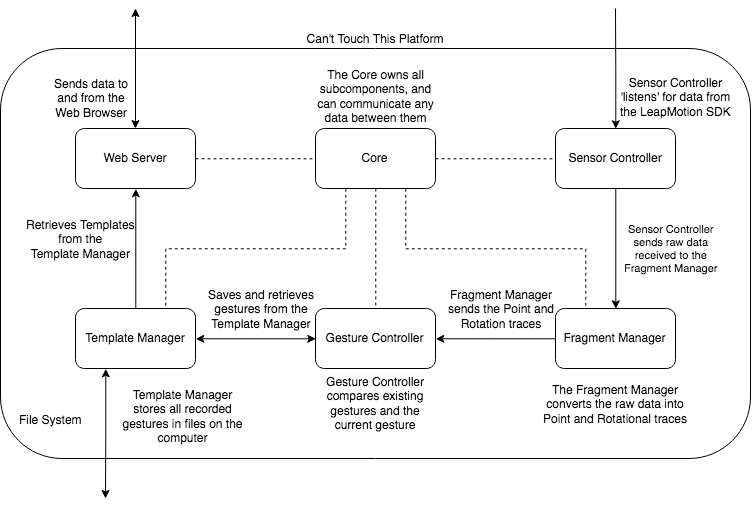 Can't Touch This Platform
Sends data to
and from the
Web Browser
The Core owns all
subcomponents, and
can communicate any
data between them
Sensor Controller
'listens' for data from
the LeapMotion SDK
Web Server
Core
Sensor Controller
Retrieves Templates
from the
Template Manager
Sensor Controller
sends raw data
received to the
Fragment Manager
Saves and retrieves
gestures from the
Template Manager
Fragment Manager
sends the Point and
Rotation traces
Template Manager
Gesture Controller
Fragment Manager
File System
Template Manager
stores all recorded
gestures in files on the
computer
Gesture Controller
compares existing
gestures and the
current gesture
The Fragment Manager
converts the raw data into
Point and Rotational traces